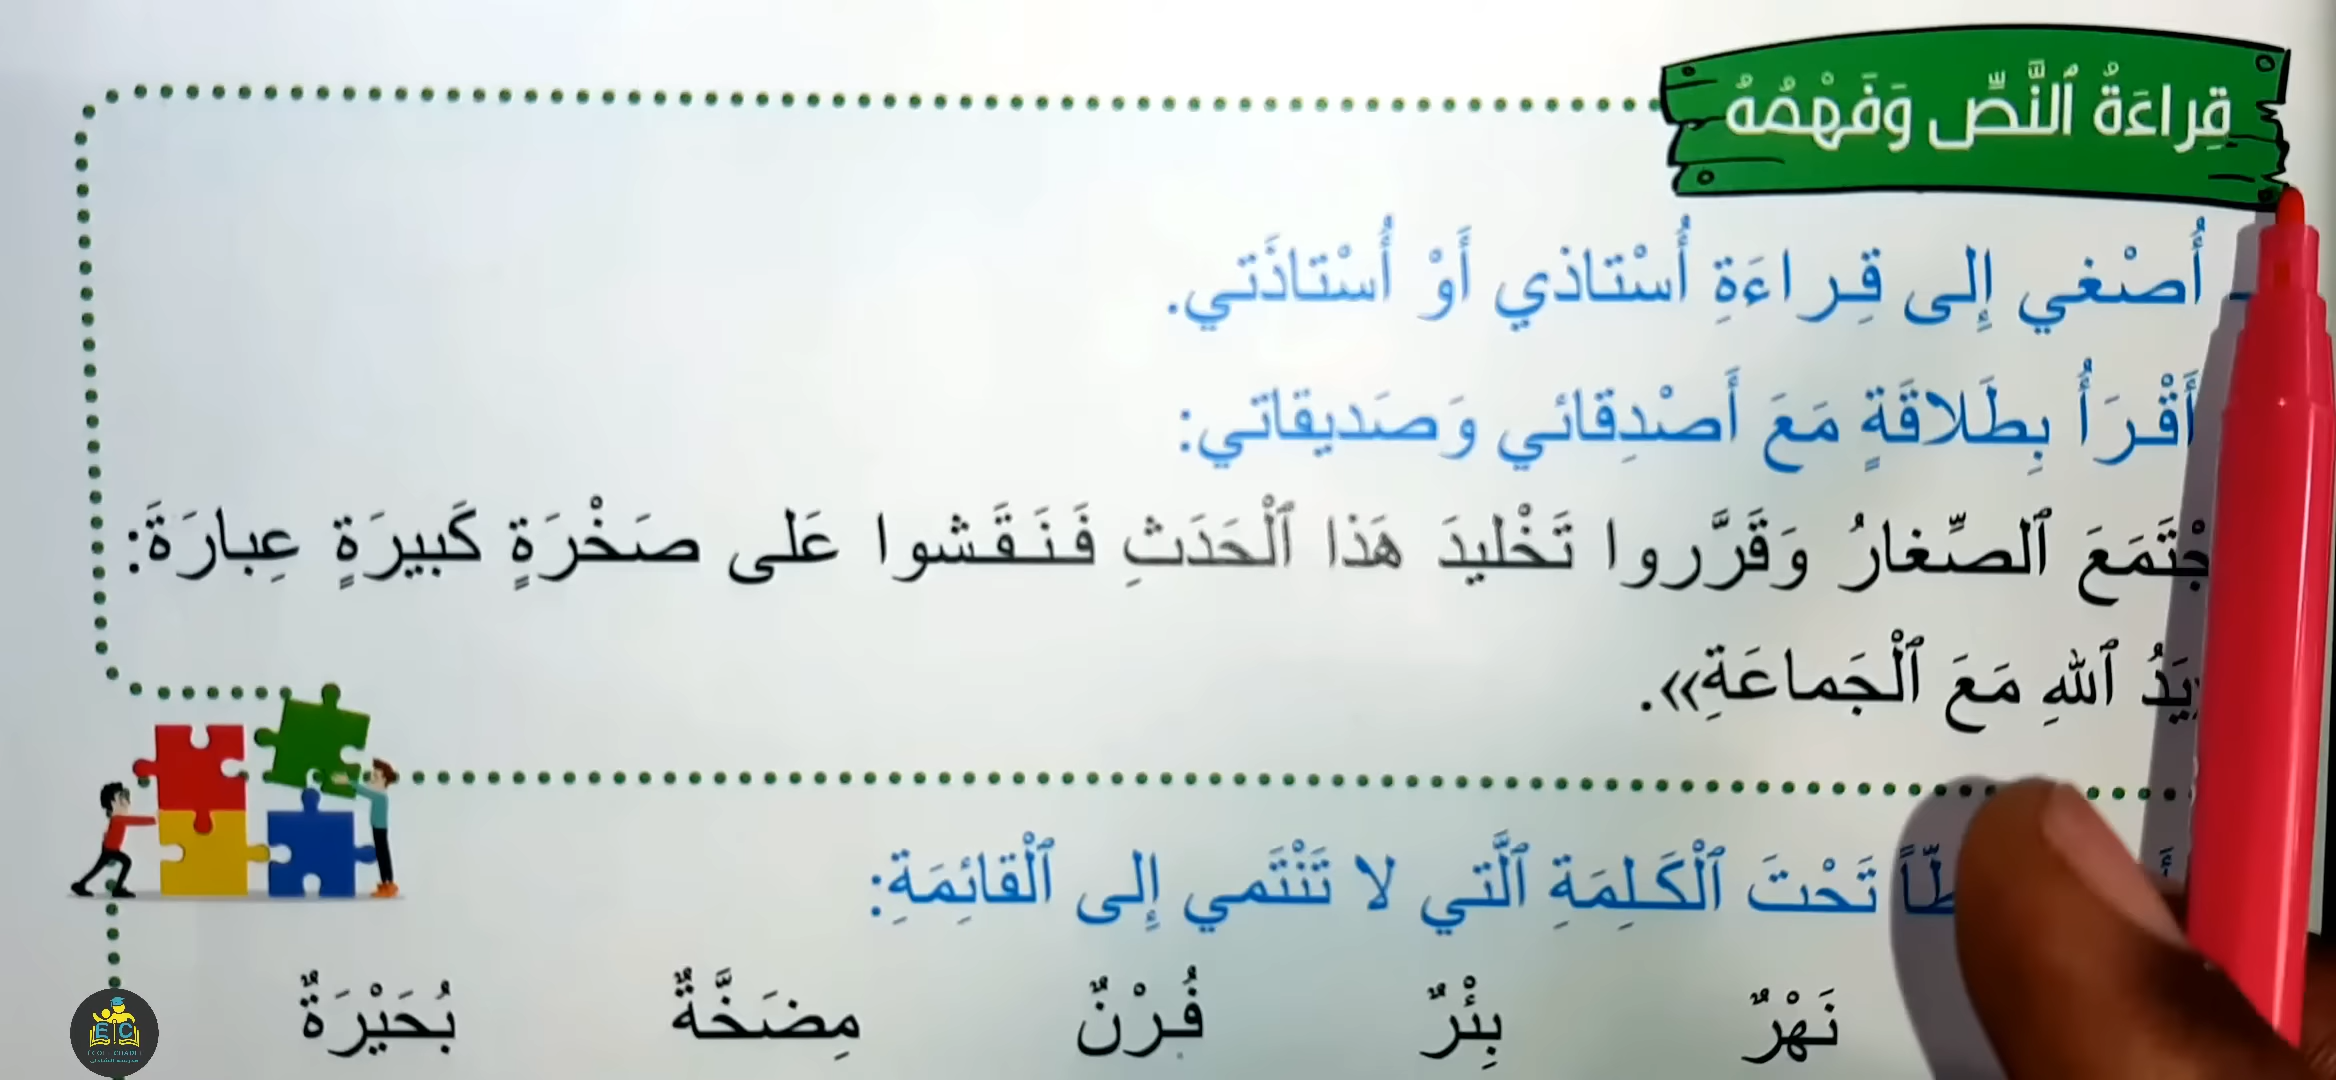 قِراءَةُ ٱلنَّصِّ وَفَهْمُهُ
أُصْغي إِلى قِراءَةِ أُسْتاذي أَوْ أُسْتاذَتي.
أَقْرَأُ بِطَلاقَةٍ مَعَ أَصْدِقائي وَصَديقاتي:
جْتَمَعَ ٱلصِّغارُ وَقَرَّروا تَخْليدَ هَذا ٱلْحَدَثِ فَنَقَشوا عَلى صَخْرَةٍ كَبيرَةٍ عِبارَةَ:
يَدُ ٱللهِ مَعَ ٱلْجَماعَةِ».
تَحْتَ ٱلْكَلِمَةِ ٱلَّتي لا تَنْتَمي إِلى ٱلْقائِمَةِ:
نَهْرٌ بِئْرٌ فُرْنٌ مِضَخَّةٌ بُحَيْرَةٌ